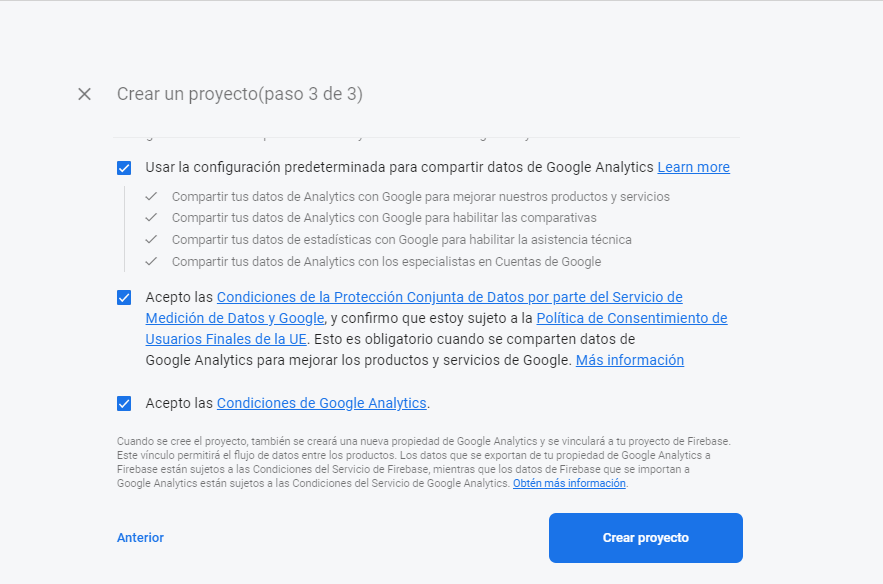 Crear un proyecto(paso 3 de 3)
Usar la configuración predeterminada para compartir datos de Google Analytics Learn more
Compartir tus datos de Analytics con Google para mejorar nuestros productos y servicios
Compartir tus datos de Analytics con Google para habilitar las comparativas
Compartir tus datos de estadísticas con Google para habilitar la asistencia técnica
Compartir tus datos de Analytics con los especialistas en Cuentas de Google
Acepto las Condiciones de la Protección Conjunta de Datos por parte del Servicio de
Medición de Datos y Google, y confirmo que estoy sujeto a la Política de Consentimiento de
Usuarios Finales de la UE. Esto es obligatorio cuando se comparten datos de
Google Analytics para mejorar los productos y servicios de Google. Más información
Acepto las Condiciones de Google Analytics.
Cuando se cree el proyecto, también se creará una nueva propiedad de Google Analytics y se vinculará a tu proyecto de Firebase.
Este vínculo permitirá el flujo de datos entre los productos. Los datos que se exportan de tu propiedad de Google Analytics a
Firebase están sujetos a las Condiciones del Servicio de Firebase, mientras que los datos de Firebase que se importan a
Google Analytics están sujetos a las Condiciones del Servicio de Google Analytics. Obtén más información.
Anterior
Crear proyecto